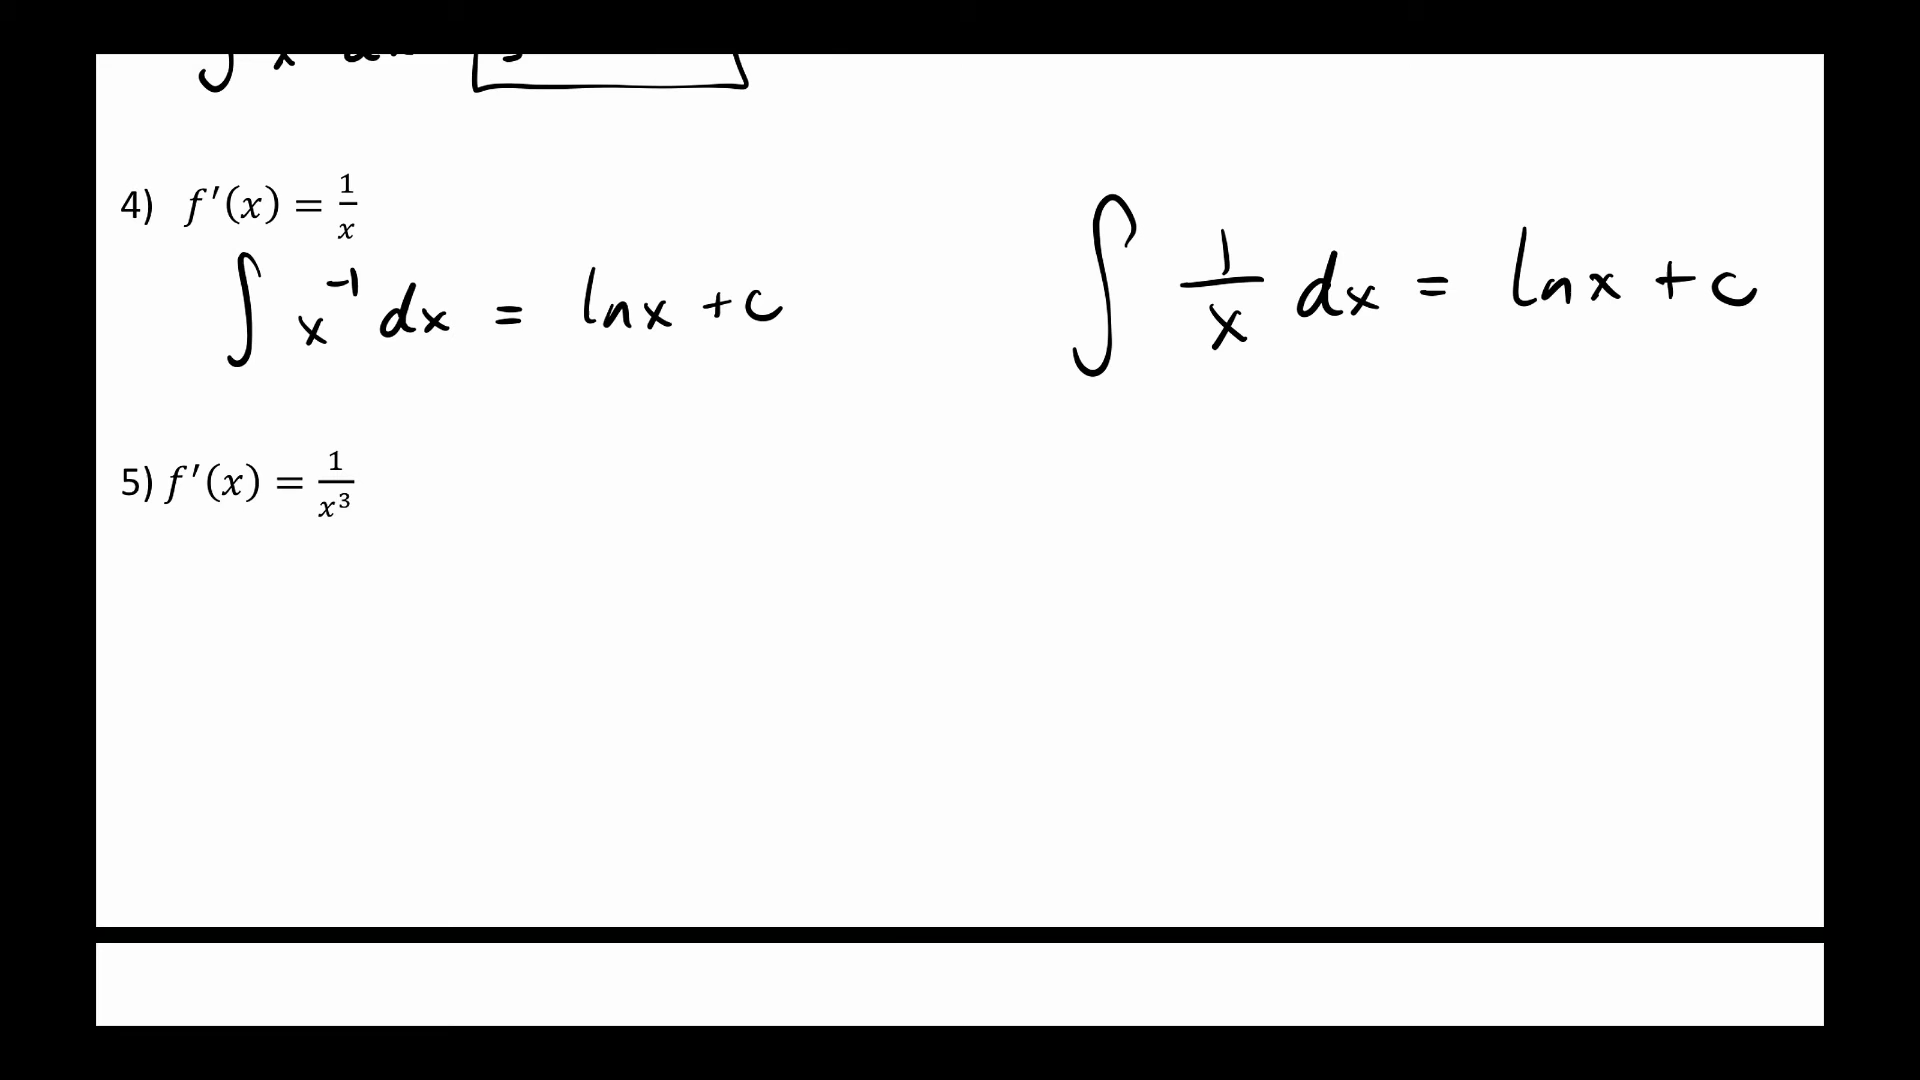 4) f′(x) = 1/x
∫ x⁻¹ dx = ln x + c
∫ 1/x dx = ln x + c
5) f′(x) = 1/x³